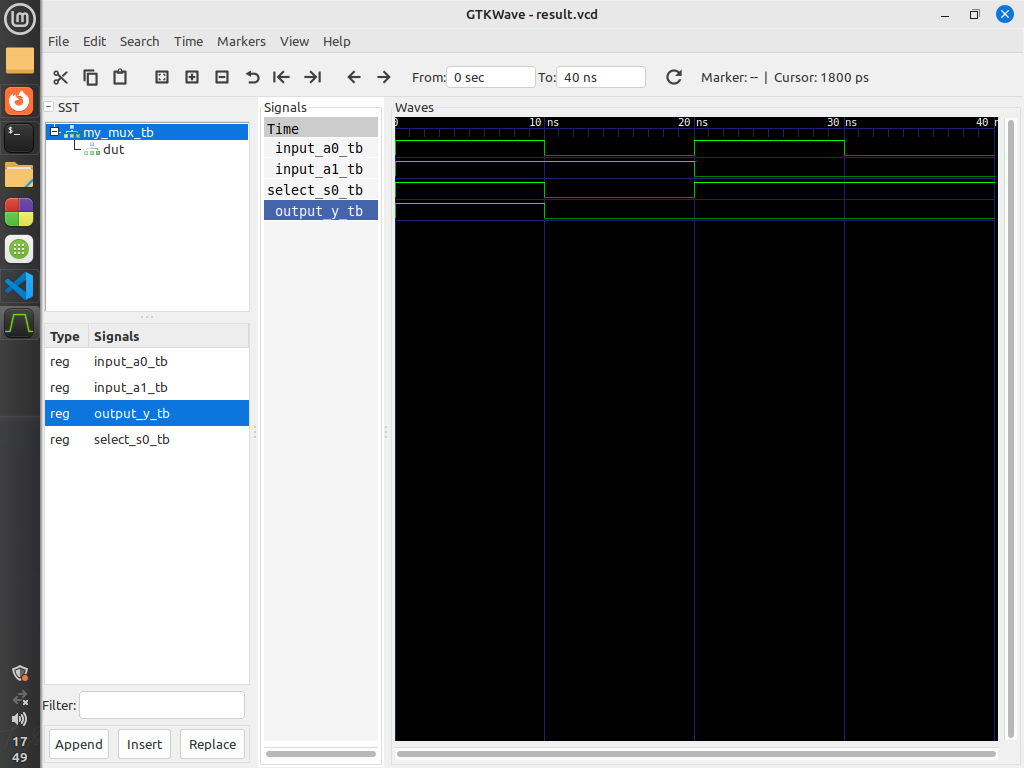 GTKWave - result.vcd
File Edit Search Time Markers View Help
From: 0 sec To: 40 ns Marker: -- | Cursor: 1800 ps
SST
my_mux_tb
dut
Type Signals
reg input_a0_tb
reg input_a1_tb
reg output_y_tb
reg select_s0_tb
Filter:
Append Insert Replace
Signals
Time
input_a0_tb
input_a1_tb
select_s0_tb
output_y_tb
Waves
0 10 ns 20 ns 30 ns 40 n
17
49